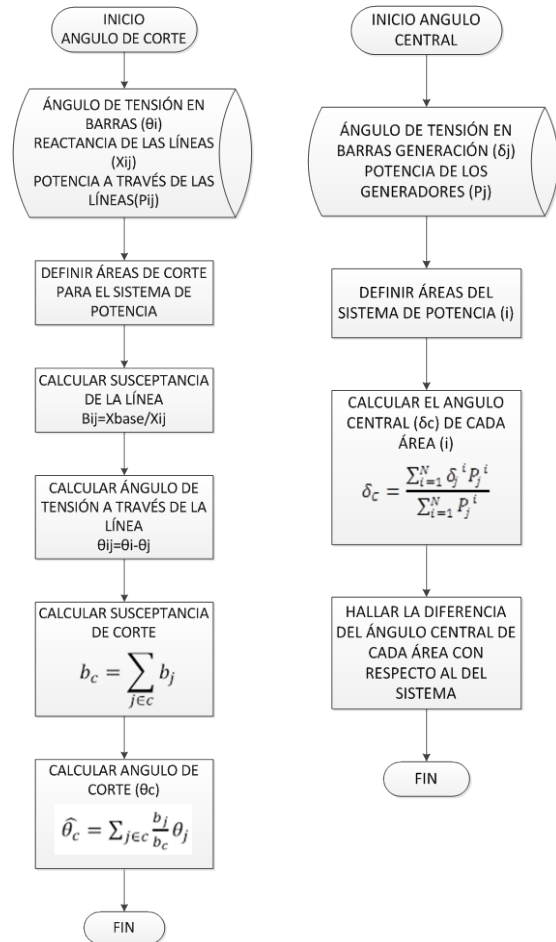 INICIO
ANGULO DE CORTE
ÁNGULO DE TENSIÓN EN
BARRAS (θi)
REACTANCIA DE LAS LÍNEAS
(Xij)
POTENCIA A TRAVÉS DE LAS
LÍNEAS(Pij)
DEFINIR ÁREAS DE CORTE
PARA EL SISTEMA DE
POTENCIA
CALCULAR SUSCEPTANCIA
DE LA LÍNEA
Bij=Xbase/Xij
CALCULAR ÁNGULO DE
TENSIÓN A TRAVÉS DE LA
LÍNEA
θij=θi-θj
CALCULAR SUSCEPTANCIA
DE CORTE
b_c = ∑_{j∈c} b_j
CALCULAR ANGULO DE
CORTE (θc)
\widehat{θ_c} = ∑_{j∈c} \frac{b_j}{b_c} θ_j
FIN
INICIO ANGULO
CENTRAL
ÁNGULO DE TENSIÓN EN
BARRAS GENERACIÓN (δj)
POTENCIA DE LOS
GENERADORES (Pj)
DEFINIR ÁREAS DEL
SISTEMA DE POTENCIA (i)
CALCULAR EL ANGULO
CENTRAL (δc) DE CADA
ÁREA (i)
δ_C = \frac{∑_{i=1}^{N} δ_j^i P_j^i}{∑_{i=1}^{N} P_j^i}
HALLAR LA DIFERENCIA
DEL ÁNGULO CENTRAL DE
CADA ÁREA CON
RESPECTO AL DEL
SISTEMA
FIN